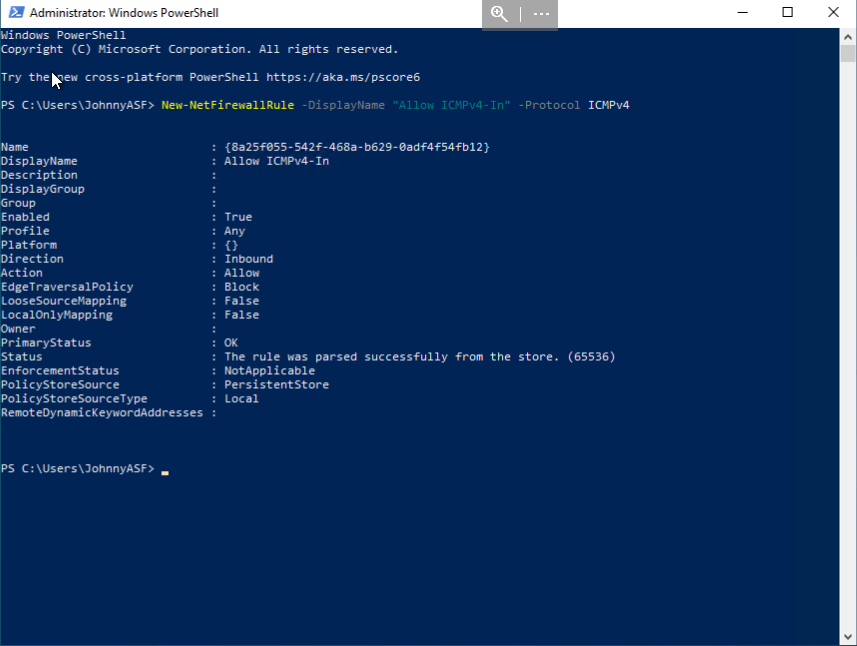 Administrator: Windows PowerShell
Windows PowerShell
Copyright (C) Microsoft Corporation. All rights reserved.
Try the new cross-platform PowerShell https://aka.ms/pscore6
PS C:\Users\JohnnyASF> New-NetFirewallRule -DisplayName "Allow ICMPv4-In" -Protocol ICMPv4
Name : {8a25f055-542f-468a-b629-0adf4f54fb12}
DisplayName : Allow ICMPv4-In
Description :
DisplayGroup :
Group :
Enabled : True
Profile : Any
Platform : {}
Direction : Inbound
Action : Allow
EdgeTraversalPolicy : Block
LooseSourceMapping : False
LocalOnlyMapping : False
Owner :
PrimaryStatus : OK
Status : The rule was parsed successfully from the store. (65536)
EnforcementStatus : NotApplicable
PolicyStoreSource : PersistentStore
PolicyStoreSourceType : Local
RemoteDynamicKeywordAddresses :
PS C:\Users\JohnnyASF>